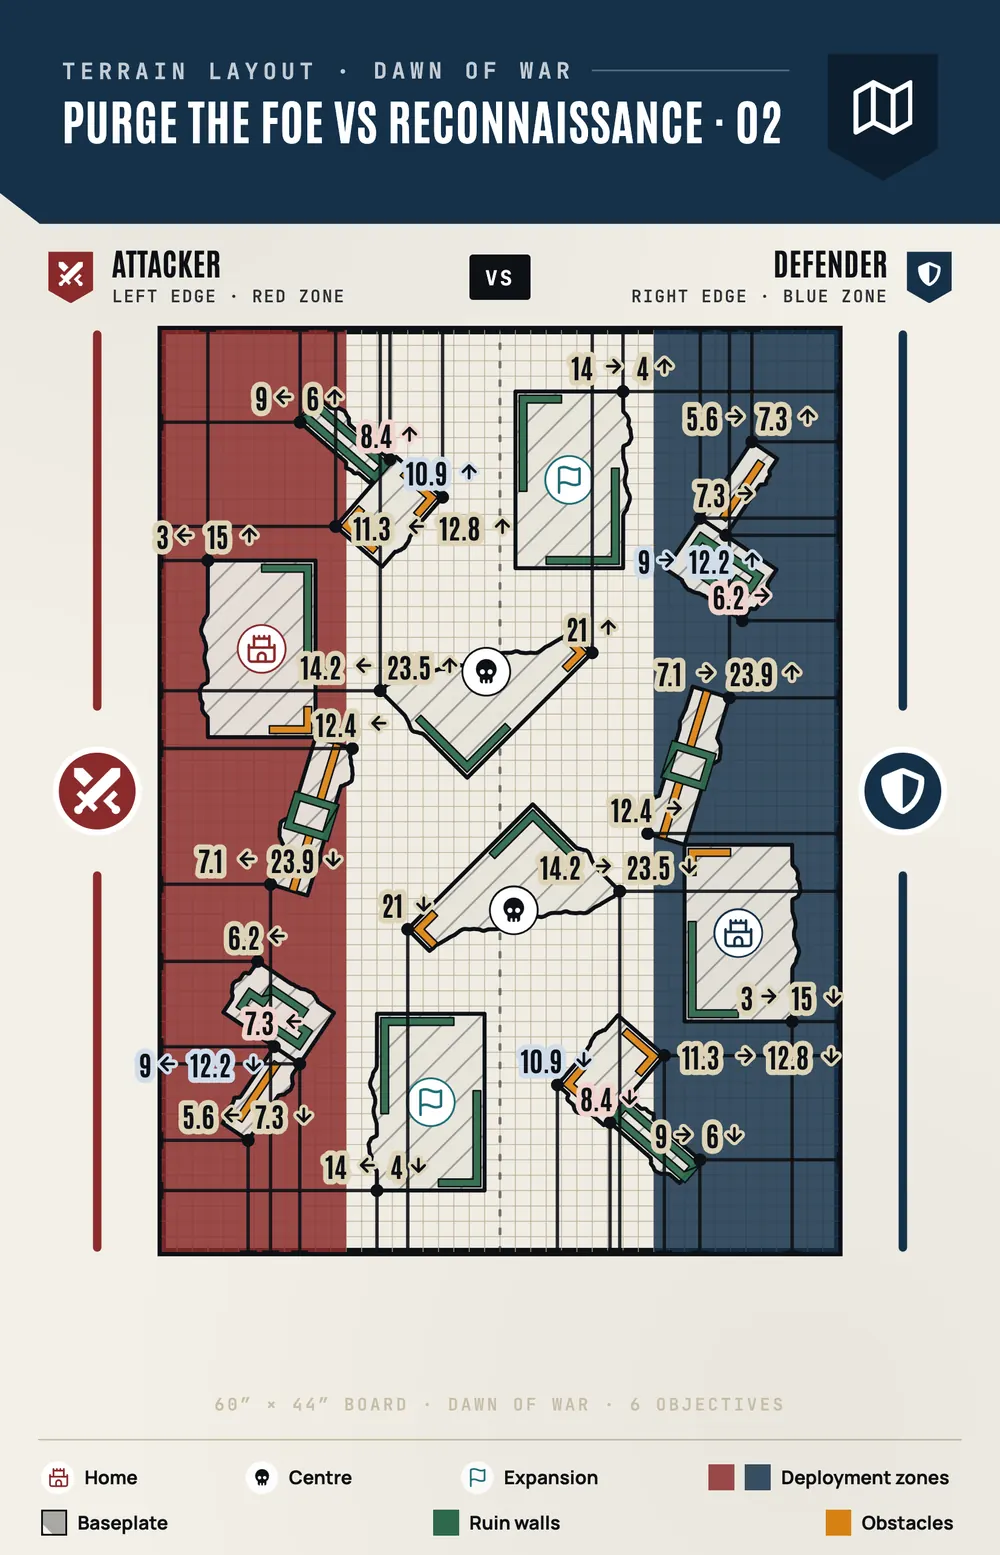 TERRAIN LAYOUT · DAWN OF WAR
PURGE THE FOE VS RECONNAISSANCE · 02
ATTACKER
LEFT EDGE · RED ZONE
VS
DEFENDER
RIGHT EDGE · BLUE ZONE
14 → 4 ↑
9 ← 6 ↑
5.6 → 7.3 ↑
8.4 ↑
10.9 ↑
7.3 →
11.3 ← 12.8 ↑
3 ← 15 ↑
9 → 12.2 ↑
6.2 →
21 ↑
14.2 ← 23.5 ↑
7.1 → 23.9 ↑
12.4 ←
12.4 →
7.1 ← 23.9 ↓
14.2 → 23.5 ↓
21 ↓
6.2 ←
3 → 15 ↓
7.3 ←
9 ← 12.2 ↓
10.9 ↓
11.3 → 12.8 ↓
8.4 ↓
5.6 ← 7.3 ↓
9 → 6 ↓
14 ← 4 ↓
60″ × 44″ BOARD · DAWN OF WAR · 6 OBJECTIVES
Home
Centre
Expansion
Deployment zones
Baseplate
Ruin walls
Obstacles